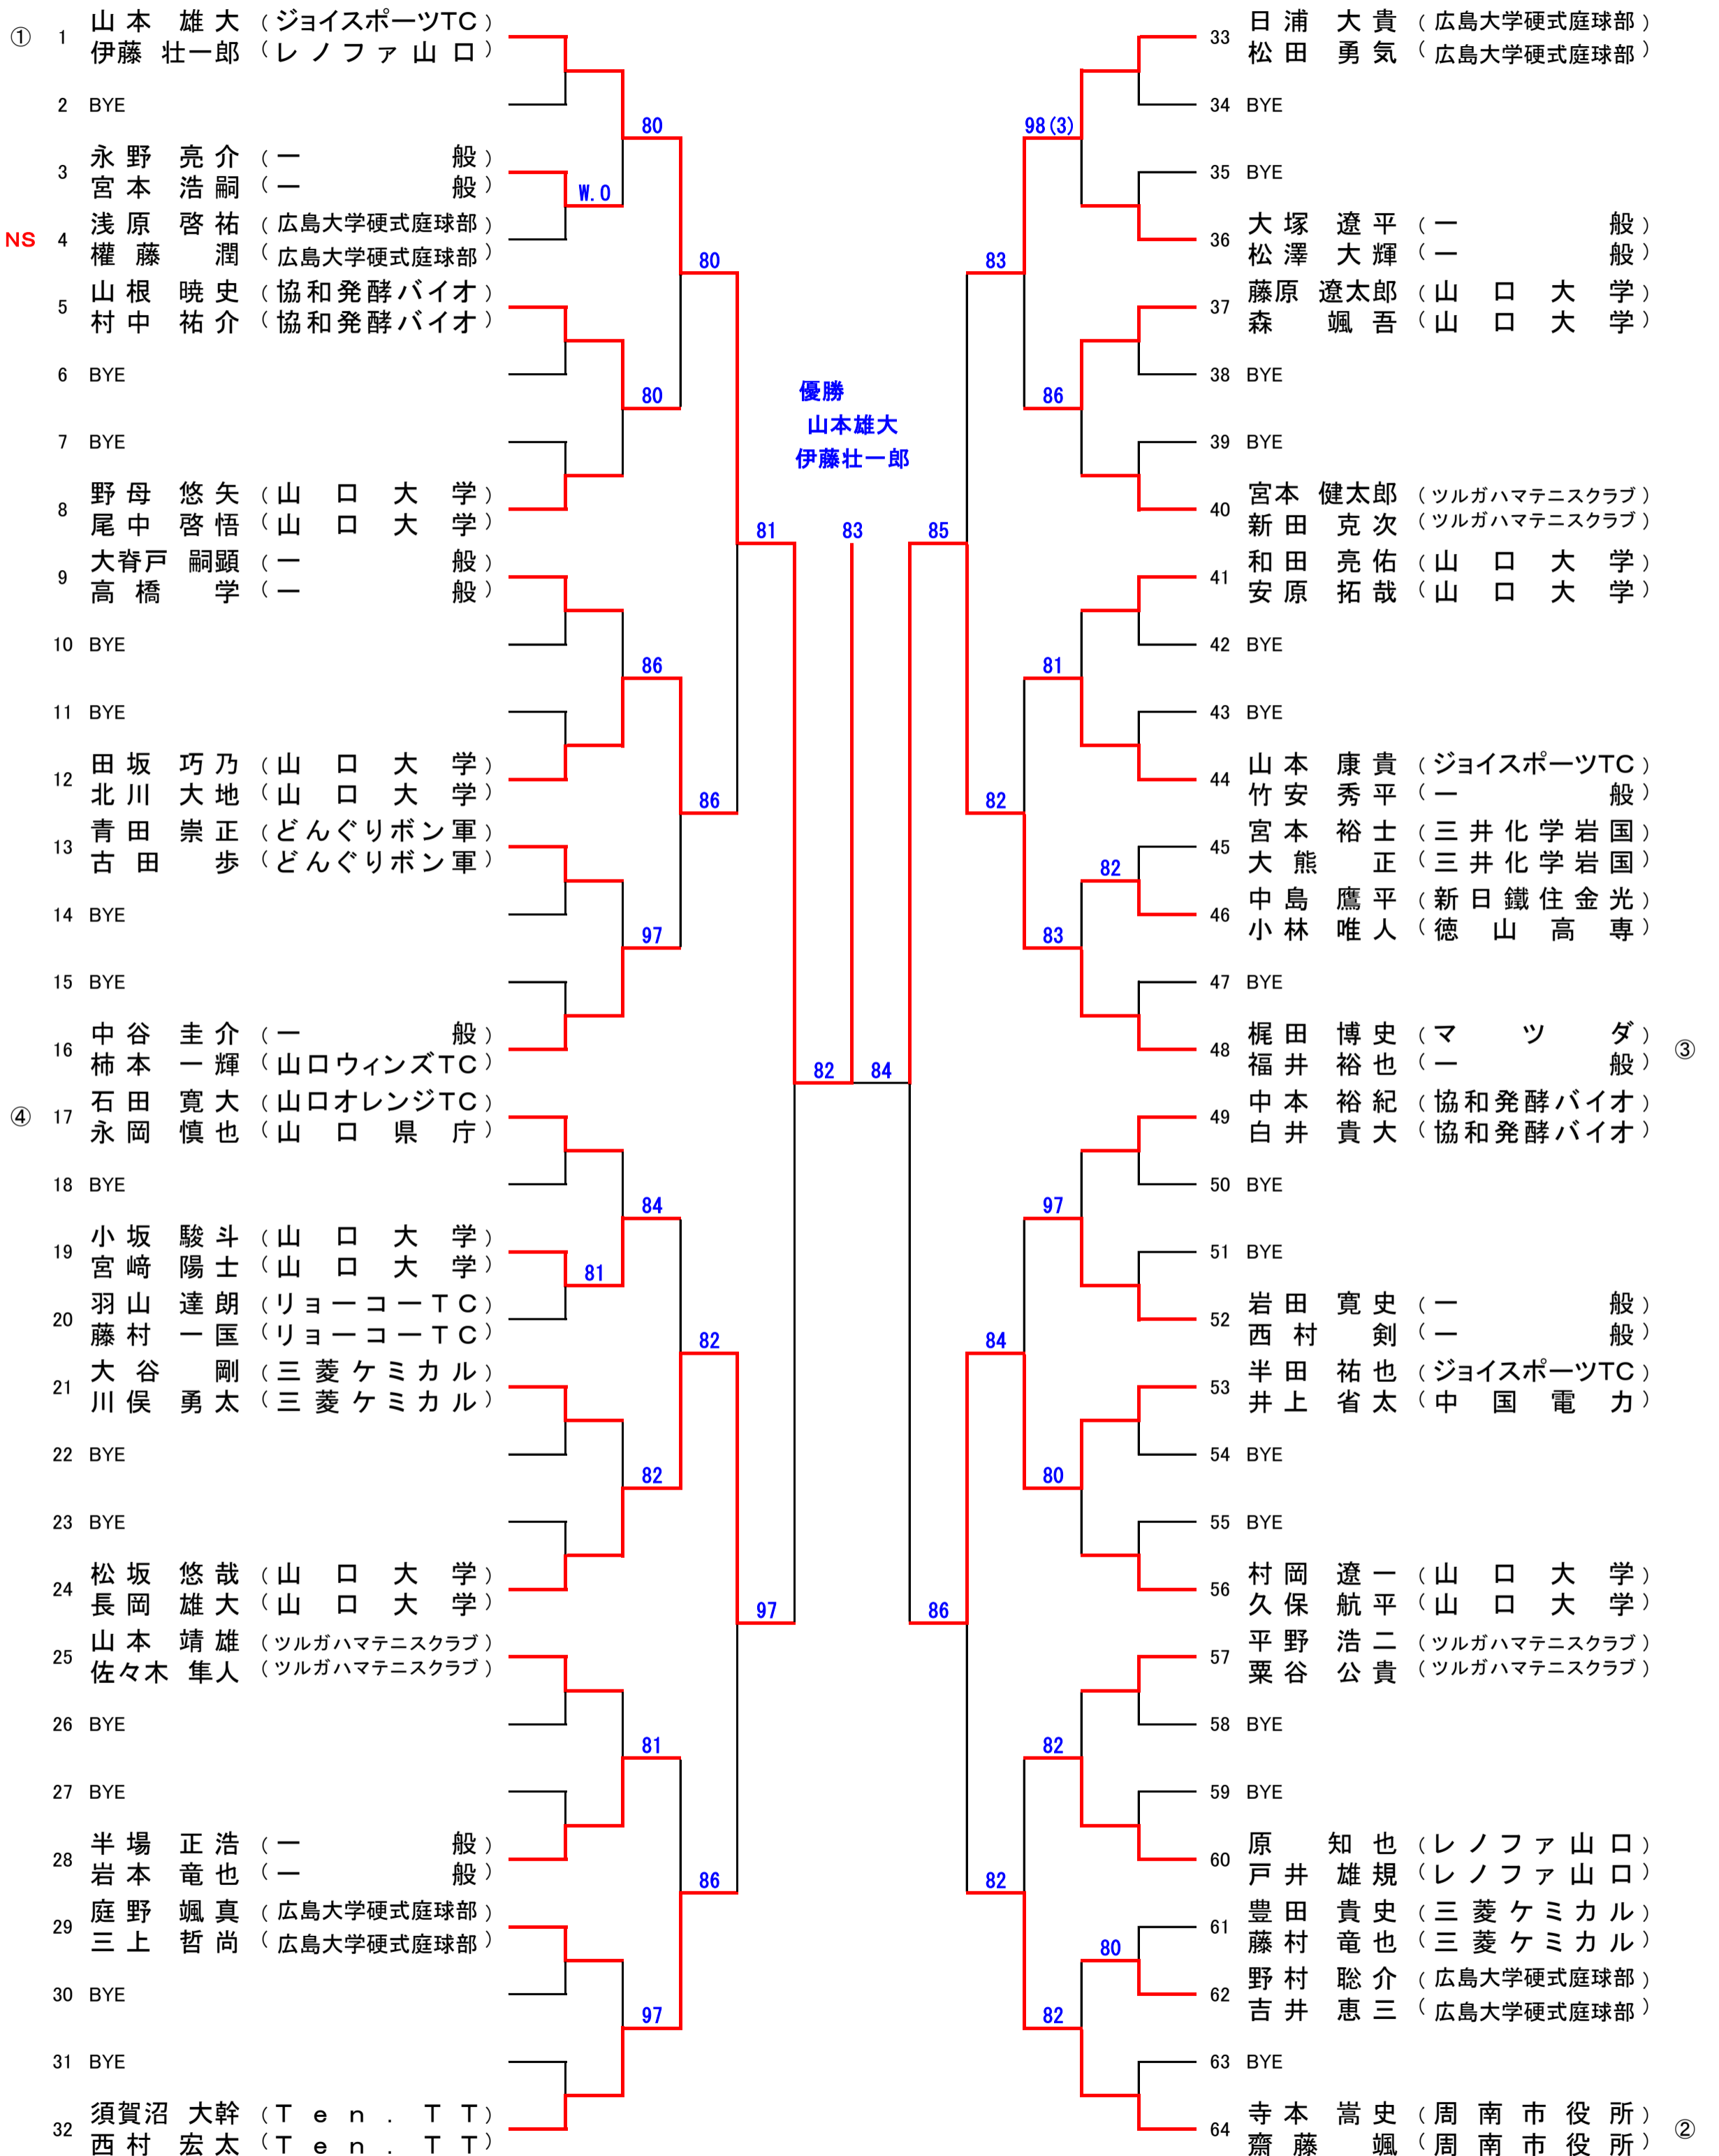 ① 1 山本 雄大 (ジョイスポーツTC)
伊藤 壮一郎 (レノファ山口)
2 BYE
3 永野 亮介 (一般)
宮本 浩嗣 (一般)
NS 4 浅原 啓祐 (広島大学硬式庭球部)
權藤 潤 (広島大学硬式庭球部)
5 山根 暁史 (協和発酵バイオ)
村中 祐介 (協和発酵バイオ)
6 BYE
7 BYE
8 野母 悠矢 (山口大学)
尾中 啓悟 (山口大学)
9 大脊戸 嗣顕 (一般)
高橋 学 (一般)
10 BYE
11 BYE
12 田坂 巧乃 (山口大学)
北川 大地 (山口大学)
13 青田 崇正 (どんぐりボン軍)
古田 歩 (どんぐりボン軍)
14 BYE
15 BYE
16 中谷 圭介 (一般)
柿本 一輝 (山口ウィンズTC)
④ 17 石田 寛大 (山口オレンジTC)
永岡 慎也 (山口県庁)
18 BYE
19 小坂 駿斗 (山口大学)
宮﨑 陽士 (山口大学)
20 羽山 達朗 (リョーコーTC)
藤村 一匡 (リョーコーTC)
21 大谷 剛 (三菱ケミカル)
川俣 勇太 (三菱ケミカル)
22 BYE
23 BYE
24 松坂 悠哉 (山口大学)
長岡 雄大 (山口大学)
25 山本 靖雄 (ツルガハマテニスクラブ)
佐々木 隼人 (ツルガハマテニスクラブ)
26 BYE
27 BYE
28 半場 正浩 (一般)
岩本 竜也 (一般)
29 庭野 颯真 (広島大学硬式庭球部)
三上 哲尚 (広島大学硬式庭球部)
30 BYE
31 BYE
32 須賀沼 大幹 (Ten.TT)
西村 宏太 (Ten.TT)
W.O
81
80
80
86
97
84
82
81
97
80
86
82
86
81
97
82
優勝
山本雄大
伊藤壮一郎
83
84
85
86
83
82
84
82
98(3)
86
81
83
97
80
82
82
82
80
33 日浦 大貴 (広島大学硬式庭球部)
松田 勇気 (広島大学硬式庭球部)
34 BYE
35 BYE
36 大塚 遼平 (一般)
松澤 大輝 (一般)
37 藤原 遼太郎 (山口大学)
森 颯吾 (山口大学)
38 BYE
39 BYE
40 宮本 健太郎 (ツルガハマテニスクラブ)
新田 克次 (ツルガハマテニスクラブ)
41 和田 亮佑 (山口大学)
安原 拓哉 (山口大学)
42 BYE
43 BYE
44 山本 康貴 (ジョイスポーツTC)
竹安 秀平 (一般)
45 宮本 裕士 (三井化学岩国)
大熊 正 (三井化学岩国)
46 中島 鷹平 (新日鐵住金光)
小林 唯人 (徳山高専)
47 BYE
48 梶田 博史 (マツダ) ③
福井 裕也 (一般)
49 中本 裕紀 (協和発酵バイオ)
白井 貴大 (協和発酵バイオ)
50 BYE
51 BYE
52 岩田 寛史 (一般)
西村 剣 (一般)
53 半田 祐也 (ジョイスポーツTC)
井上 省太 (中国電力)
54 BYE
55 BYE
56 村岡 遼一 (山口大学)
久保 航平 (山口大学)
57 平野 浩二 (ツルガハマテニスクラブ)
粟谷 公貴 (ツルガハマテニスクラブ)
58 BYE
59 BYE
60 原 知也 (レノファ山口)
戸井 雄規 (レノファ山口)
61 豊田 貴史 (三菱ケミカル)
藤村 竜也 (三菱ケミカル)
62 野村 聡介 (広島大学硬式庭球部)
吉井 恵三 (広島大学硬式庭球部)
63 BYE
64 寺本 嵩史 (周南市役所) ②
齋藤 颯 (周南市役所)